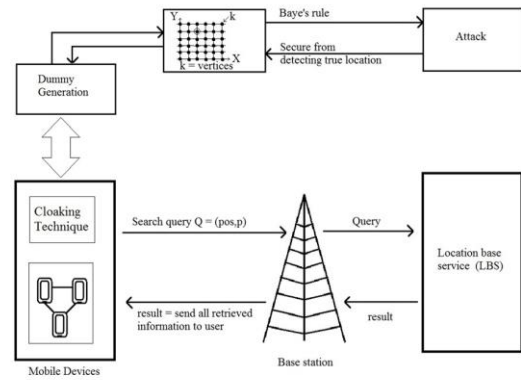 Y
k
X
k = vertices
Baye's rule
Secure from
detecting true location
Attack
Dummy
Generation
Cloaking
Technique
Mobile Devices
Search query Q = (pos,p)
result = send all retrieved
information to user
Base station
Query
result
Location base
service (LBS)